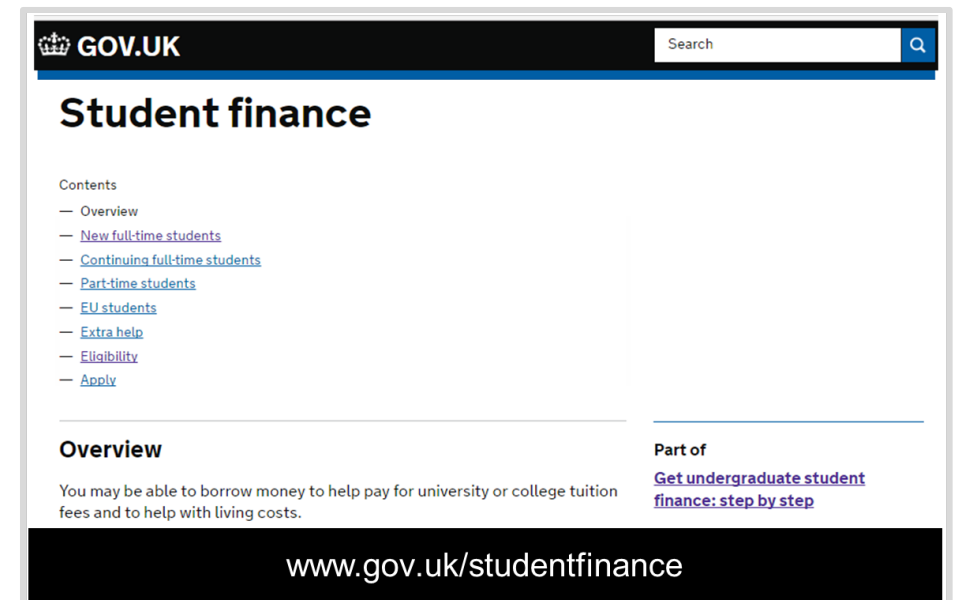 GOV.UK
Search
Student finance
Contents
— Overview
— New full-time students
— Continuing full-time students
— Part-time students
— EU students
— Extra help
— Eligibility
— Apply
Overview
You may be able to borrow money to help pay for university or college tuition
fees and to help with living costs.
Part of
Get undergraduate student
finance: step by step
www.gov.uk/studentfinance